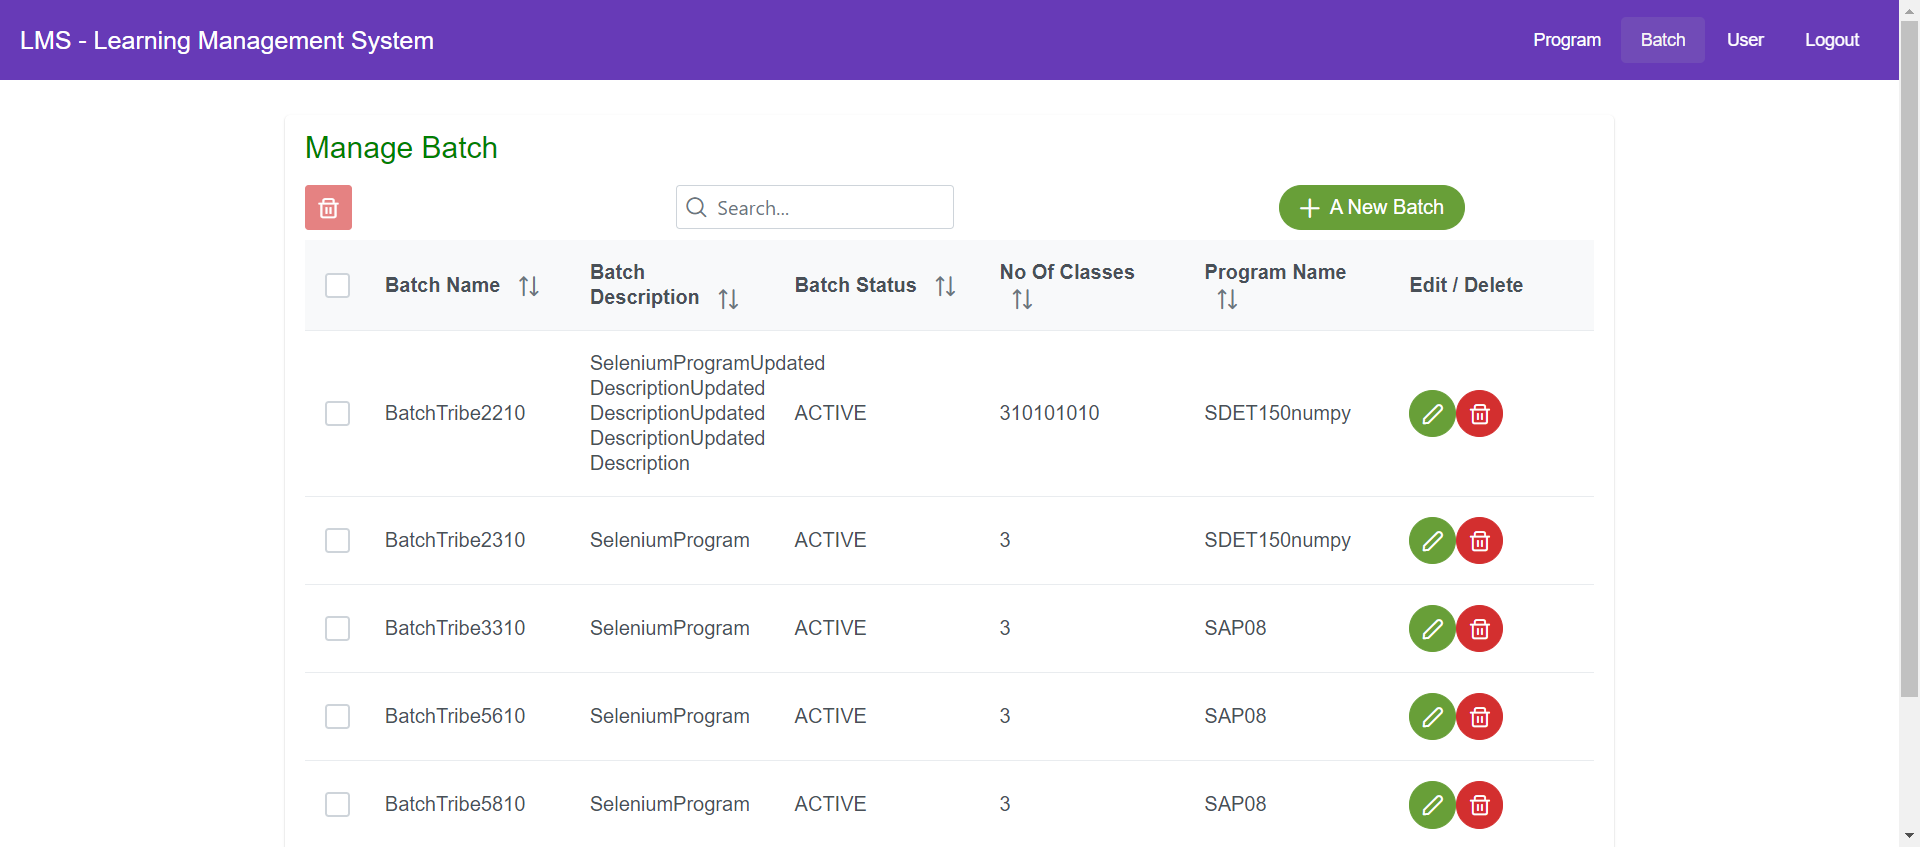 LMS - Learning Management System
Program
Batch
User
Logout
Manage Batch
Search...
A New Batch
Batch Name
Batch
Description
Batch Status
No Of Classes
Program Name
Edit / Delete
BatchTribe2210
SeleniumProgramUpdated
DescriptionUpdated
DescriptionUpdated
DescriptionUpdated
Description
ACTIVE
310101010
SDET150numpy
BatchTribe2310
SeleniumProgram
ACTIVE
3
SDET150numpy
BatchTribe3310
SeleniumProgram
ACTIVE
3
SAP08
BatchTribe5610
SeleniumProgram
ACTIVE
3
SAP08
BatchTribe5810
SeleniumProgram
ACTIVE
3
SAP08